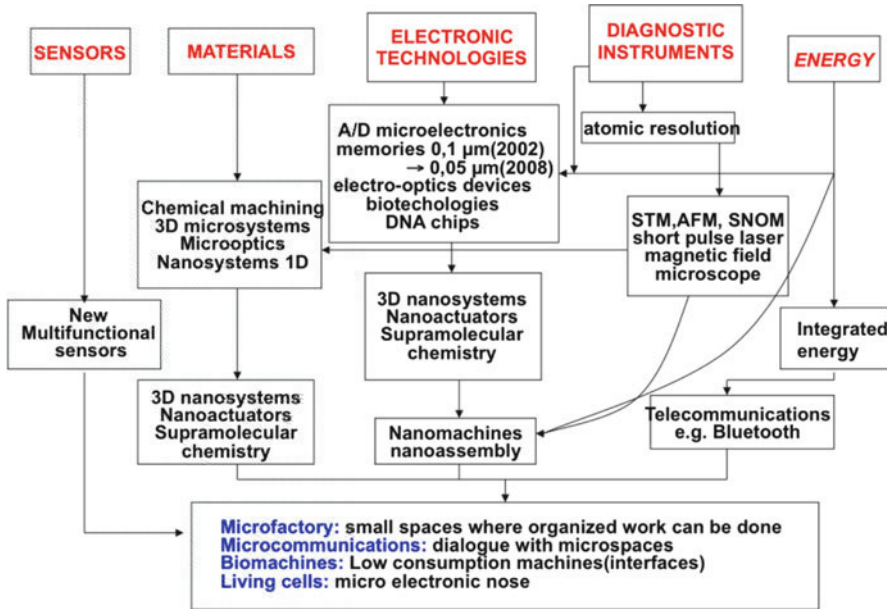 SENSORS
MATERIALS
ELECTRONIC
TECHNOLOGIES
DIAGNOSTIC
INSTRUMENTS
ENERGY
A/D microelectronics
memories 0,1 µm(2002)
→ 0,05 µm(2008)
electro-optics devices
biotechologies
DNA chips
atomic resolution
Chemical machining
3D microsystems
Microoptics
Nanosystems 1D
STM,AFM, SNOM
short pulse laser
magnetic field
microscope
New
Multifunctional
sensors
3D nanosystems
Nanoactuators
Supramolecular
chemistry
Integrated
energy
3D nanosystems
Nanoactuators
Supramolecular
chemistry
Nanomachines
nanoassembly
Telecommunications
e.g. Bluetooth
Microfactory: small spaces where organized work can be done
Microcommunications: dialogue with microspaces
Biomachines: Low consumption machines(interfaces)
Living cells: micro electronic nose